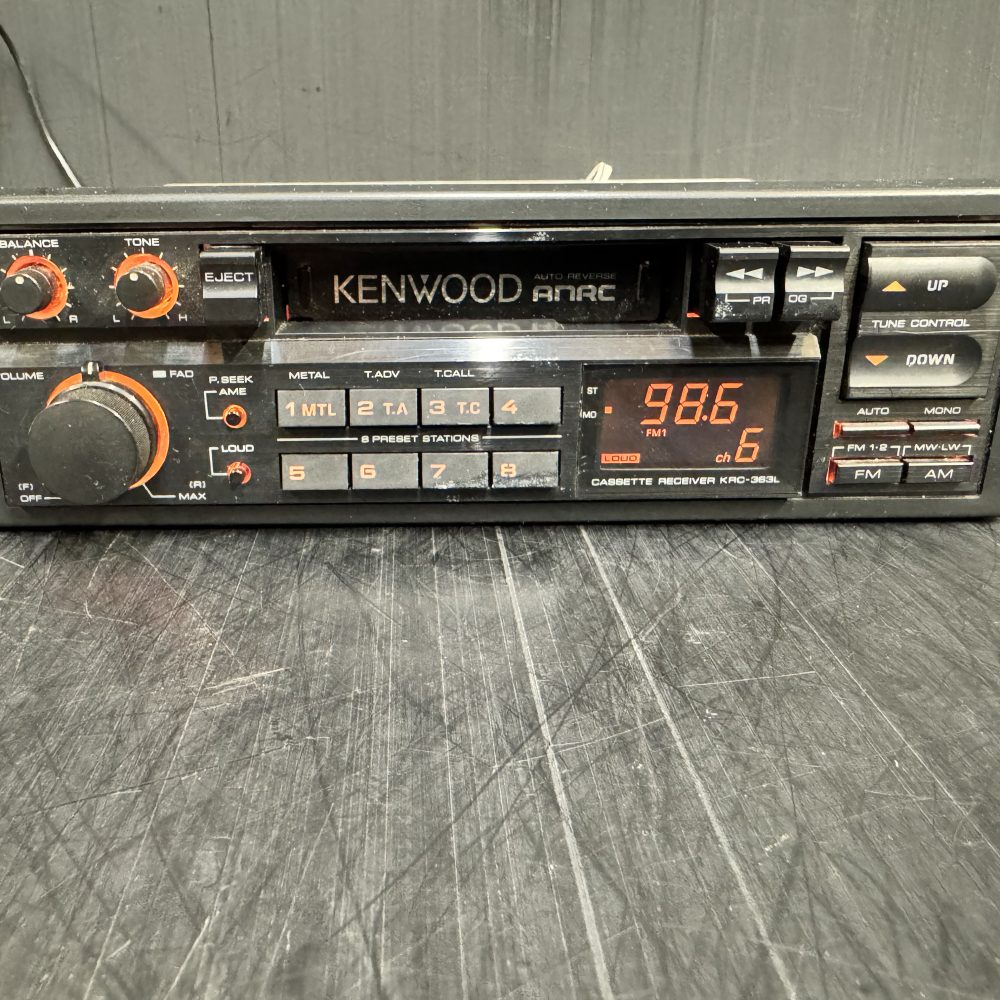 BALANCE
TONE
L R
L H
EJECT
KENWOOD AUTO REVERSE
ANRC
PR OG
UP
TUNE CONTROL
DOWN
VOLUME
FAD
P.SEEK
AME
LOUD
(F)
OFF
(R)
MAX
METAL T.ADV T.CALL
1 MTL 2 T.A 3 T.C 4
8 PRESET STATIONS
5 6 7 8
ST
MO
98.6
FM1
LOUD ch 6
CASSETTE RECEIVER KRC-363L
AUTO MONO
FM 1·2 MW·LW
FM AM